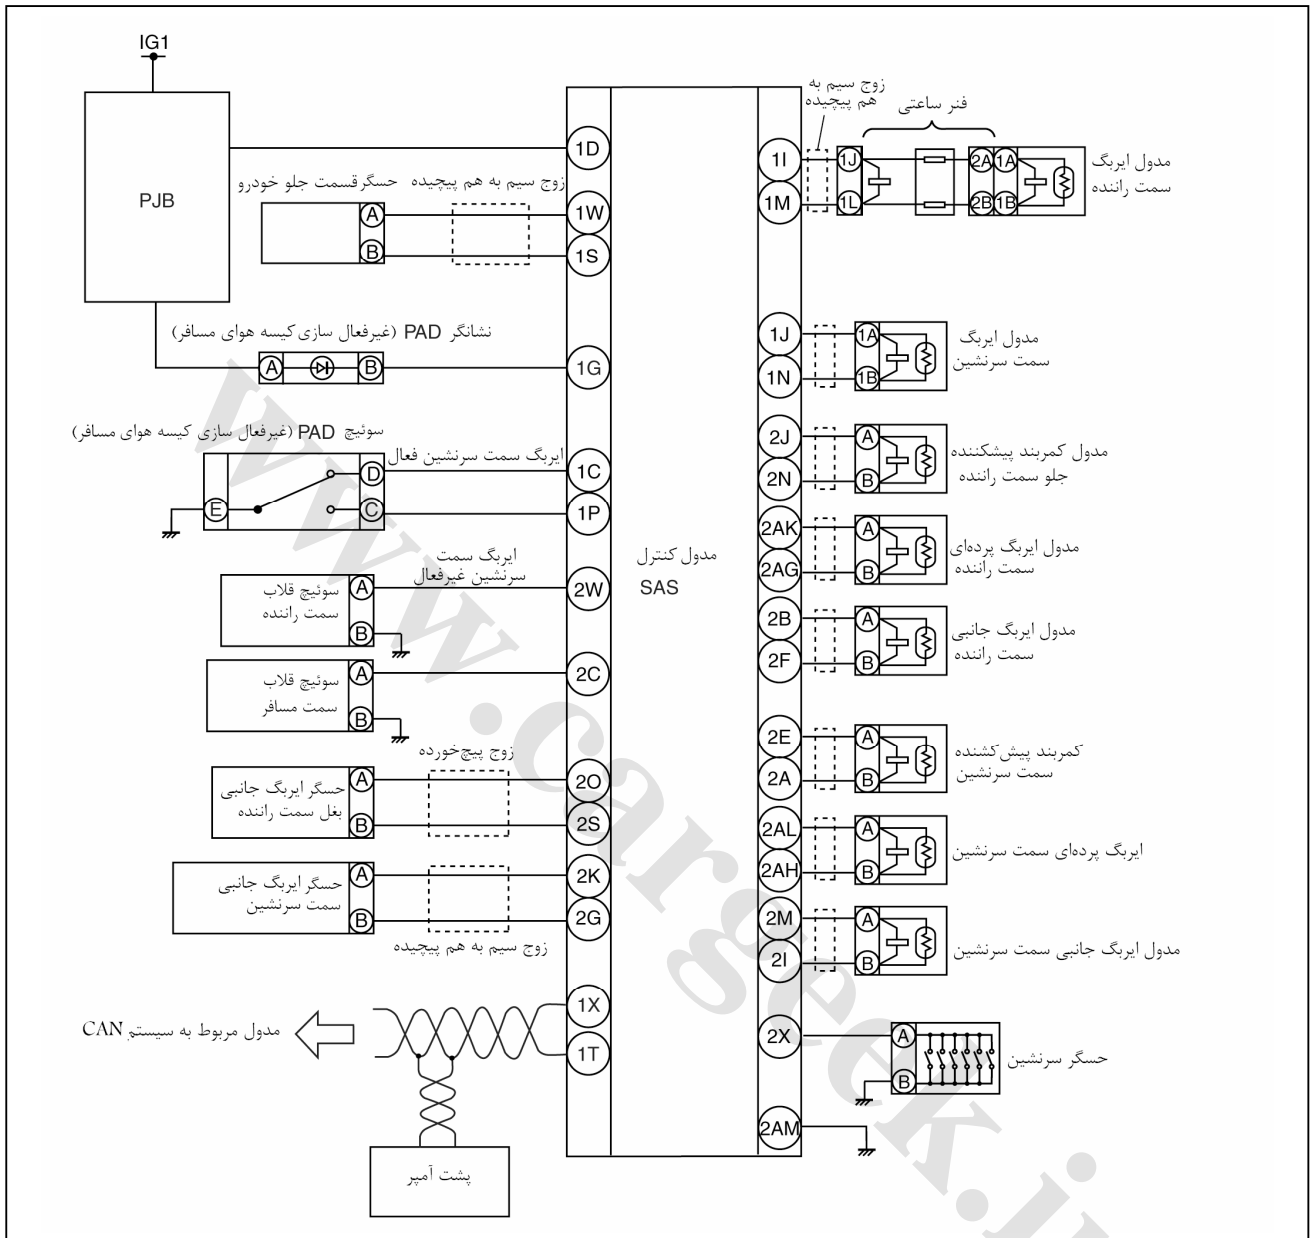 IG1
PJB
1D
حسگر قسمت جلو خودرو
زوج سیم به هم پیچیده
A
B
1W
1S
نشانگر PAD (غیرفعال سازی کیسه هوای مسافر)
A
B
1G
سوئیچ PAD (غیرفعال سازی کیسه هوای مسافر)
ایربگ سمت سرنشین فعال
E
D
C
1C
1P
ایربگ سمت
سرنشین غیرفعال
سوئیچ قلاب
سمت راننده
A
B
2W
سوئیچ قلاب
سمت مسافر
A
B
2C
زوج پیچ‌خورده
حسگر ایربگ جانبی
بغل سمت راننده
A
B
2O
2S
حسگر ایربگ جانبی
سمت سرنشین
A
B
2K
2G
زوج سیم به هم پیچیده
مدول مربوط به سیستم CAN
1X
1T
پشت آمپر
مدول کنترل
SAS
زوج سیم به
هم پیچیده
فنر ساعتی
1I
1M
1J
1L
2A
1A
2B
1B
مدول ایربگ
سمت راننده
1J
1N
1A
1B
مدول ایربگ
سمت سرنشین
2J
2N
A
B
مدول کمربند پیشکننده
جلو سمت راننده
2AK
2AG
A
B
مدول ایربگ پرده‌ای
سمت راننده
2B
2F
A
B
مدول ایربگ جانبی
سمت راننده
2E
2A
A
B
کمربند پیش‌کشنده
سمت سرنشین
2AL
2AH
A
B
ایربگ پرده‌ای سمت سرنشین
2M
2I
A
B
مدول ایربگ جانبی سمت سرنشین
2X
A
B
حسگر سرنشین
2AM